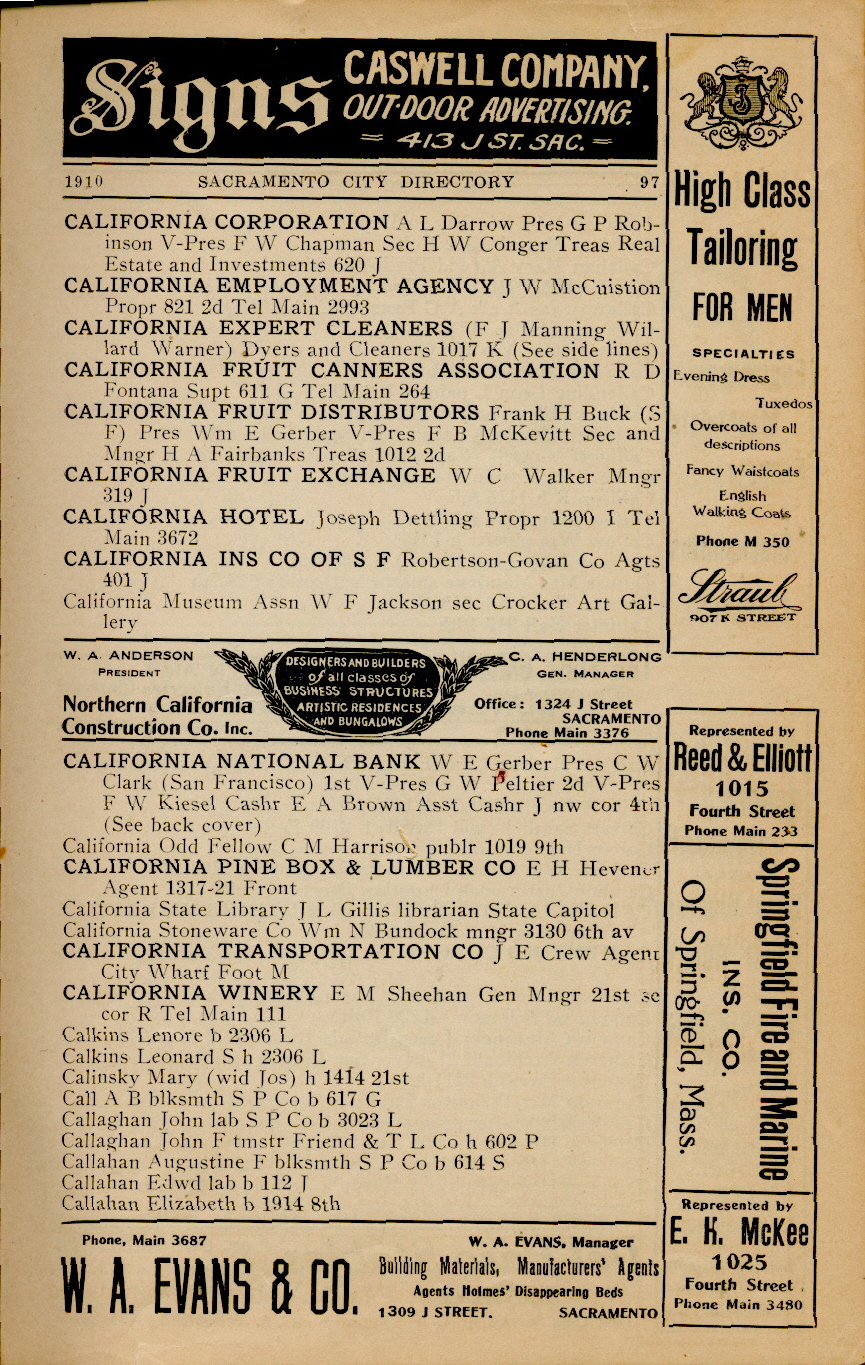 Signs
CASWELL COMPANY,
OUT-DOOR ADVERTISING.
= 413 J ST. SAC. =
1910 SACRAMENTO CITY DIRECTORY 97
CALIFORNIA CORPORATION A L Darrow Pres G P Rob-
inson V-Pres F W Chapman Sec H W Conger Treas Real
Estate and Investments 620 J
CALIFORNIA EMPLOYMENT AGENCY J W McCuistion
Propr 821 2d Tel Main 2993
CALIFORNIA EXPERT CLEANERS (F J Manning Wil-
lard Warner) Dyers and Cleaners 1017 K (See side lines)
CALIFORNIA FRUIT CANNERS ASSOCIATION R D
Fontana Supt 611 G Tel Main 264
CALIFORNIA FRUIT DISTRIBUTORS Frank H Buck (S
F) Pres Wm E Gerber V-Pres F B McKevitt Sec and
Mngr H A Fairbanks Treas 1012 2d
CALIFORNIA FRUIT EXCHANGE W C Walker Mngr
319 J
CALIFORNIA HOTEL Joseph Dettling Propr 1200 I Tel
Main 3672
CALIFORNIA INS CO OF S F Robertson-Govan Co Agts
401 J
California Museum Assn W F Jackson sec Crocker Art Gal-
lery
W. A. ANDERSON
PRESIDENT
Northern California
Construction Co. Inc.
DESIGNERS AND BUILDERS
of all classes of
BUSINESS STRUCTURES
ARTISTIC RESIDENCES
AND BUNGALOWS
C. A. HENDERLONG
GEN. MANAGER
Office: 1324 J Street
SACRAMENTO
Phone Main 3376
CALIFORNIA NATIONAL BANK W E Gerber Pres C W
Clark (San Francisco) 1st V-Pres G W Peltier 2d V-Pres
F W Kiesel Cashr E A Brown Asst Cashr J nw cor 4th
(See back cover)
California Odd Fellow C M Harrison publr 1019 9th
CALIFORNIA PINE BOX & LUMBER CO E H Hevener
Agent 1317-21 Front
California State Library J L Gillis librarian State Capitol
California Stoneware Co Wm N Bundock mngr 3130 6th av
CALIFORNIA TRANSPORTATION CO J E Crew Agent
City Wharf Foot M
CALIFORNIA WINERY E M Sheehan Gen Mngr 21st se
cor R Tel Main 111
Calkins Lenore b 2306 L
Calkins Leonard S h 2306 L
Calinsky Mary (wid Jos) h 1414 21st
Call A B blksmth S P Co b 617 G
Callaghan John lab S P Co b 3023 L
Callaghan John F tmstr Friend & T L Co h 602 P
Callahan Augustine F blksmth S P Co b 614 S
Callahan Edwd lab b 112 J
Callahan Elizabeth b 1914 8th
Phone, Main 3687
W. A. EVANS & CO.
W. A. EVANS, Manager
Building Materials, Manufacturers' Agents
Agents Holmes' Disappearing Beds
1309 J STREET. SACRAMENTO
J
High Class
Tailoring
FOR MEN
SPECIALTIES
Evening Dress
Tuxedos
Overcoats of all
descriptions
Fancy Waistcoats
English
Walking Coats
Phone M 350
Straub
907 K STREET
Represented by
Reed & Elliott
1015
Fourth Street
Phone Main 233
Springfield Fire and Marine
INS. CO.
Of Springfield, Mass.
Represented by
E. K. McKee
1025
Fourth Street
Phone Main 3480